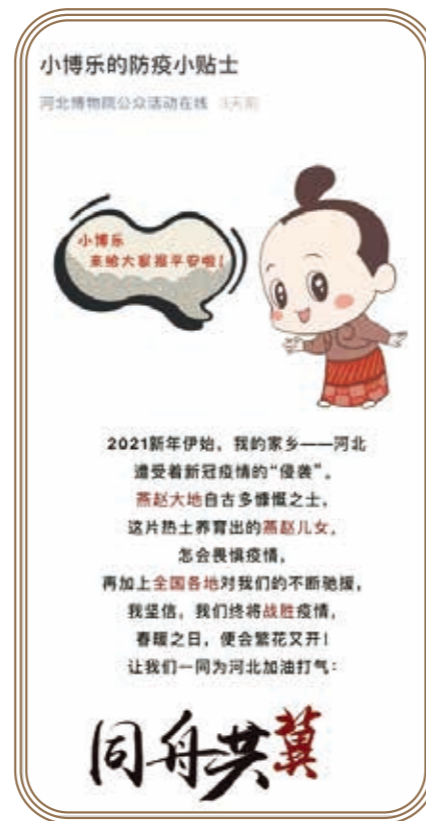 小博乐的防疫小贴士
河北博物院公众活动在线 3天前
小博乐
来给大家报平安啦！
2021新年伊始，我的家乡——河北
遭受着新冠疫情的“侵袭”。
燕赵大地自古多慷慨之士，
这片热土养育出的燕赵儿女，
怎会畏惧疫情，
再加上全国各地对我们的不断驰援，
我坚信，我们终将战胜疫情，
春暖之日，便会繁花又开！
让我们一同为河北加油打气：
同舟共冀